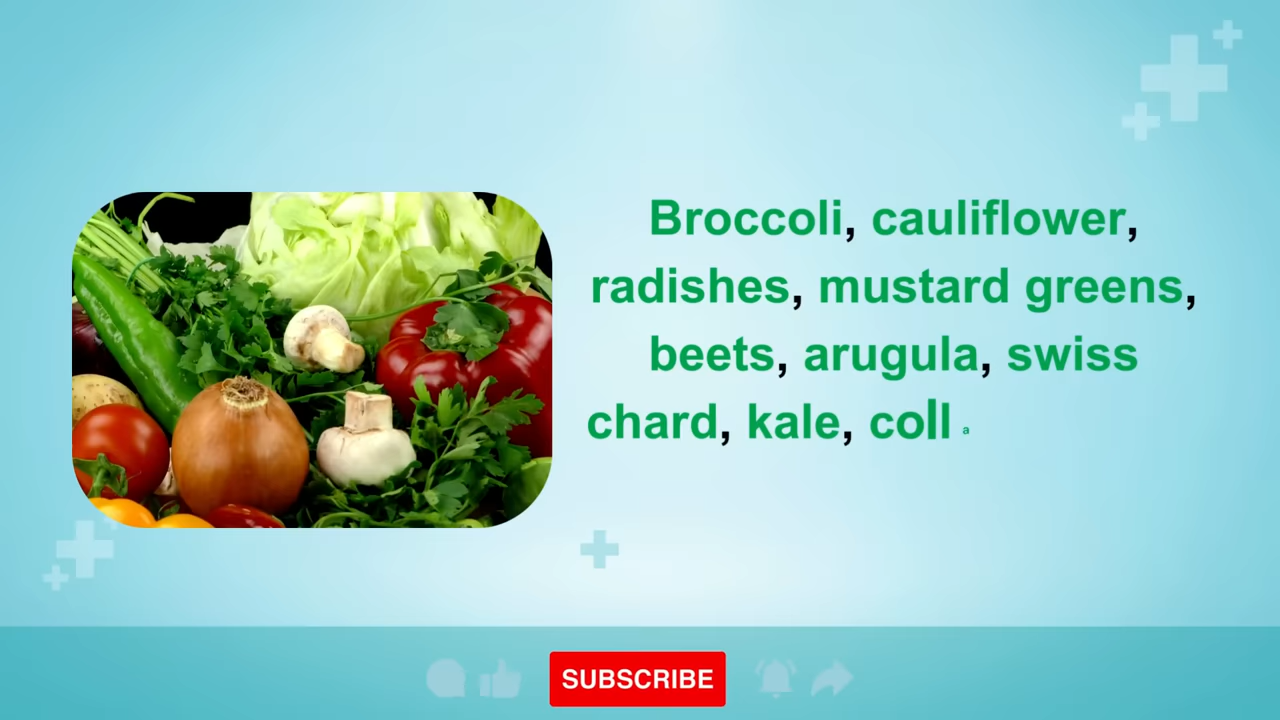 Broccoli, cauliflower,
radishes, mustard greens,
beets, arugula, swiss
chard, kale, coll a
SUBSCRIBE